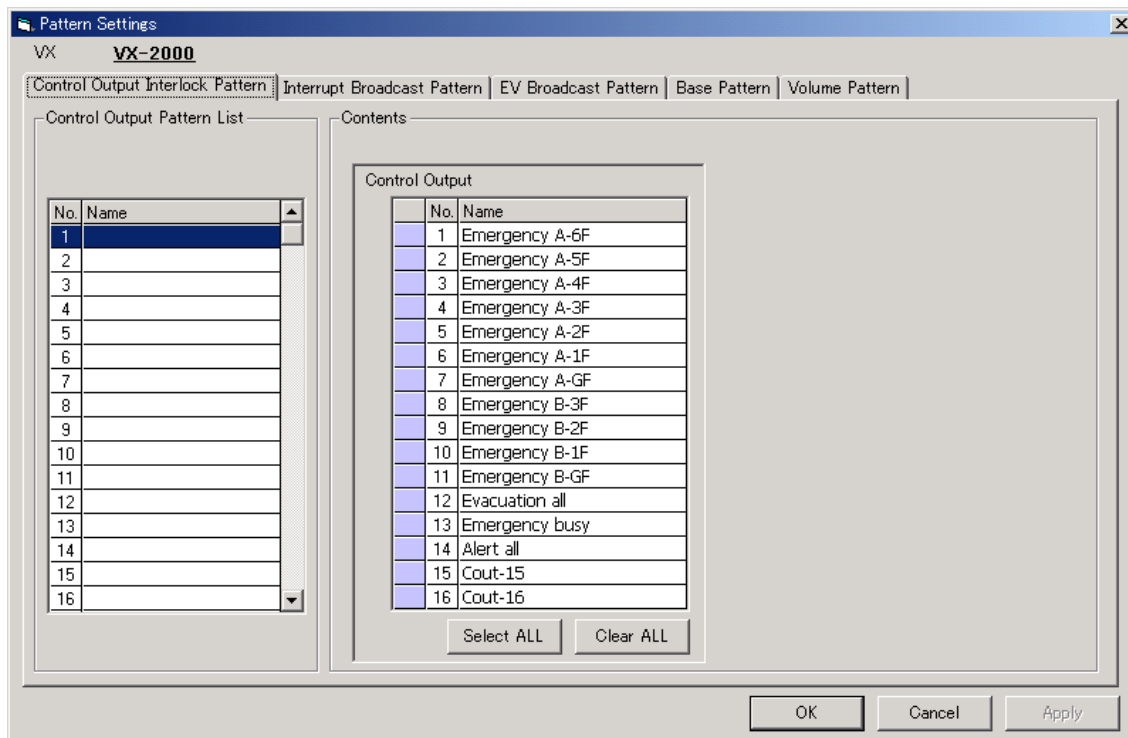 Pattern Settings
VX VX-2000
Control Output Interlock Pattern Interrupt Broadcast Pattern EV Broadcast Pattern Base Pattern Volume Pattern
Control Output Pattern List
No. Name
1
2
3
4
5
6
7
8
9
10
11
12
13
14
15
16
Contents
Control Output
No. Name
1 Emergency A-6F
2 Emergency A-5F
3 Emergency A-4F
4 Emergency A-3F
5 Emergency A-2F
6 Emergency A-1F
7 Emergency A-GF
8 Emergency B-3F
9 Emergency B-2F
10 Emergency B-1F
11 Emergency B-GF
12 Evacuation all
13 Emergency busy
14 Alert all
15 Cout-15
16 Cout-16
Select ALL Clear ALL
OK Cancel Apply